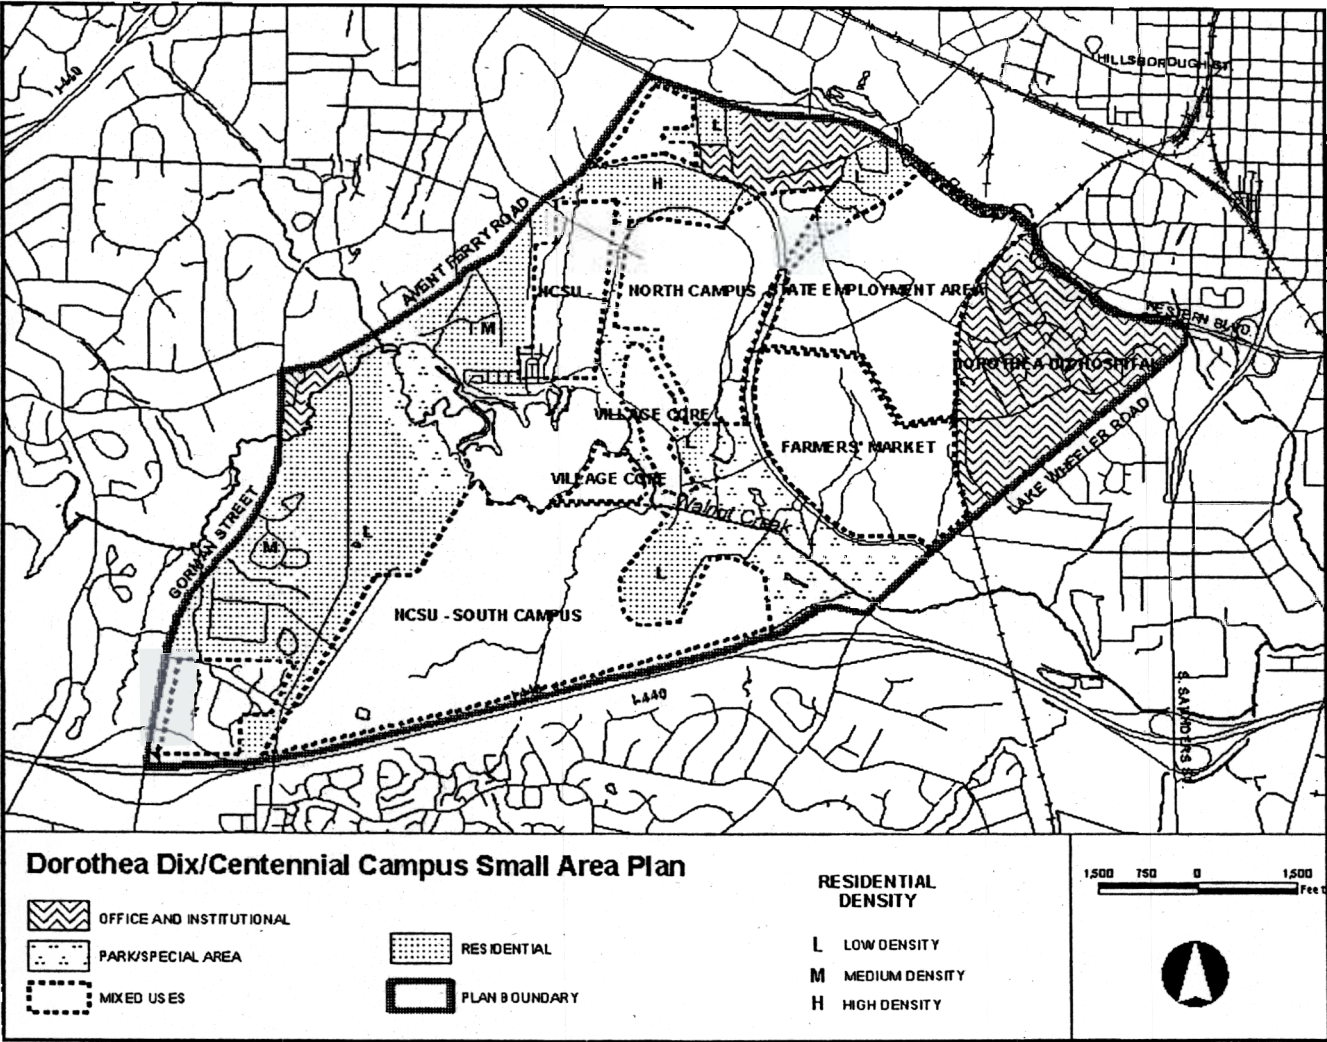 I-440
HILLSBOROUGH ST.
L
H
L
AVENT FERRY ROAD
NCSU -
NORTH CAMPUS
STATE EMPLOYMENT AREA
WESTERN BLVD.
M
DOROTHEA DIX HOSPITAL
VILLAGE CORE
L
FARMERS' MARKET
LAKE WHEELER ROAD
VILLAGE CORE
Walnut Creek
GORMAN STREET
M
L
L
NCSU - SOUTH CAMPUS
I-440
S. SAUNDERS ST.
Dorothea Dix/Centennial Campus Small Area Plan
OFFICE AND INSTITUTIONAL
PARK/SPECIAL AREA
MIXED USES
RESIDENTIAL
PLAN BOUNDARY
RESIDENTIAL
DENSITY
L LOW DENSITY
M MEDIUM DENSITY
H HIGH DENSITY
1,500 750 0 1,500
Feet